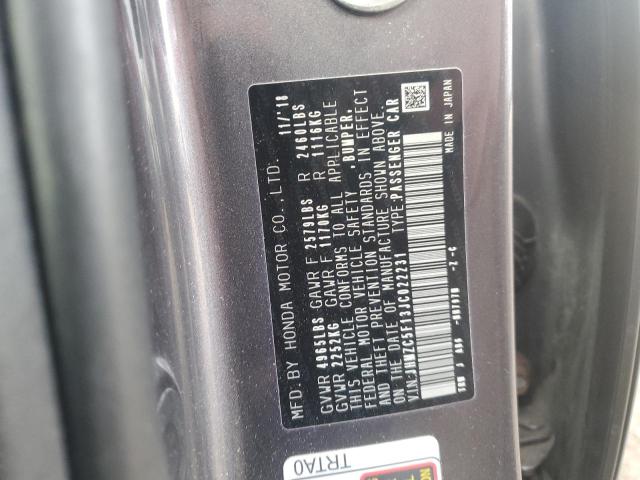 MFD.BY HONDA MOTOR CO.,LTD. 11/'18
GVWR 4965LBS GAWR F 2579LBS R 2460LBS
GVWR 2252KG GAWR F 1170KG R 1116KG
THIS VEHICLE CONFORMS TO ALL APPLICABLE
FEDERAL MOTOR VEHICLE SAFETY ,BUMPER,
AND THEFT PREVENTION STANDARDS IN EFFECT
ON THE DATE OF MANUFACTURE SHOWN ABOVE.
V.I.N: TYPE:PASSENGER CAR
-Z -C MADE IN JAPAN
TRTA0